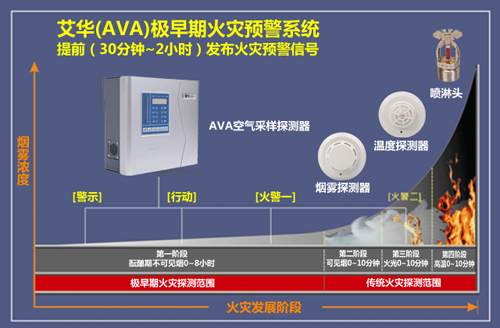 艾华(AVA)极早期火灾预警系统
提前（30分钟~2小时）发布火灾预警信号
喷淋头
AVA空气采样探测器
温度探测器
烟雾探测器
烟雾浓度
[警示]
[行动]
[火警一]
[火警二]
第一阶段
酝酿期不可见烟0~8小时
第二阶段
可见烟0~10分钟
第三阶段
火光0~10分钟
第四阶段
高温0~10分钟
极早期火灾探测范围
传统火灾探测范围
火灾发展阶段